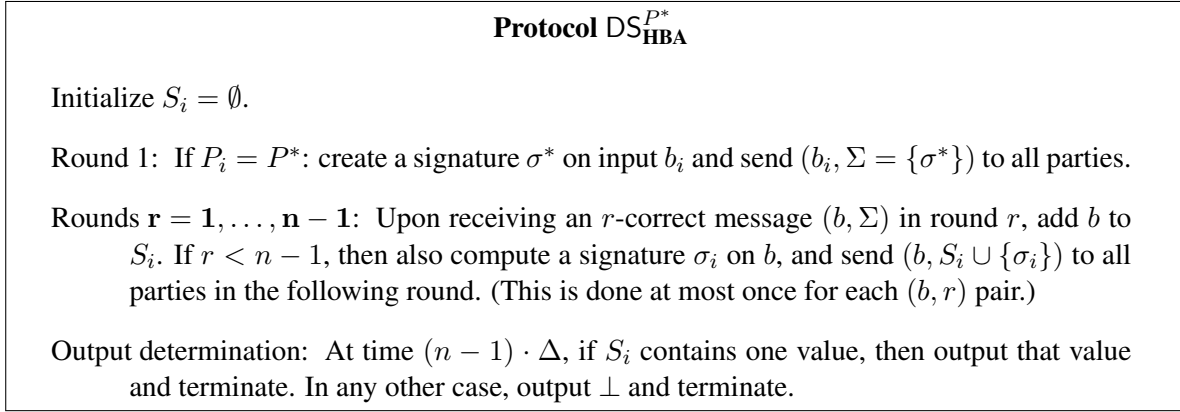 Protocol DS^{P^*}_{HBA}
Initialize S_i = ∅.
Round 1: If P_i = P^*: create a signature σ^* on input b_i and send (b_i, Σ = {σ^*}) to all parties.
Rounds r = 1, . . . , n − 1: Upon receiving an r-correct message (b, Σ) in round r, add b to
S_i. If r < n − 1, then also compute a signature σ_i on b, and send (b, S_i ∪ {σ_i}) to all
parties in the following round. (This is done at most once for each (b, r) pair.)
Output determination: At time (n − 1) · Δ, if S_i contains one value, then output that value
and terminate. In any other case, output ⊥ and terminate.